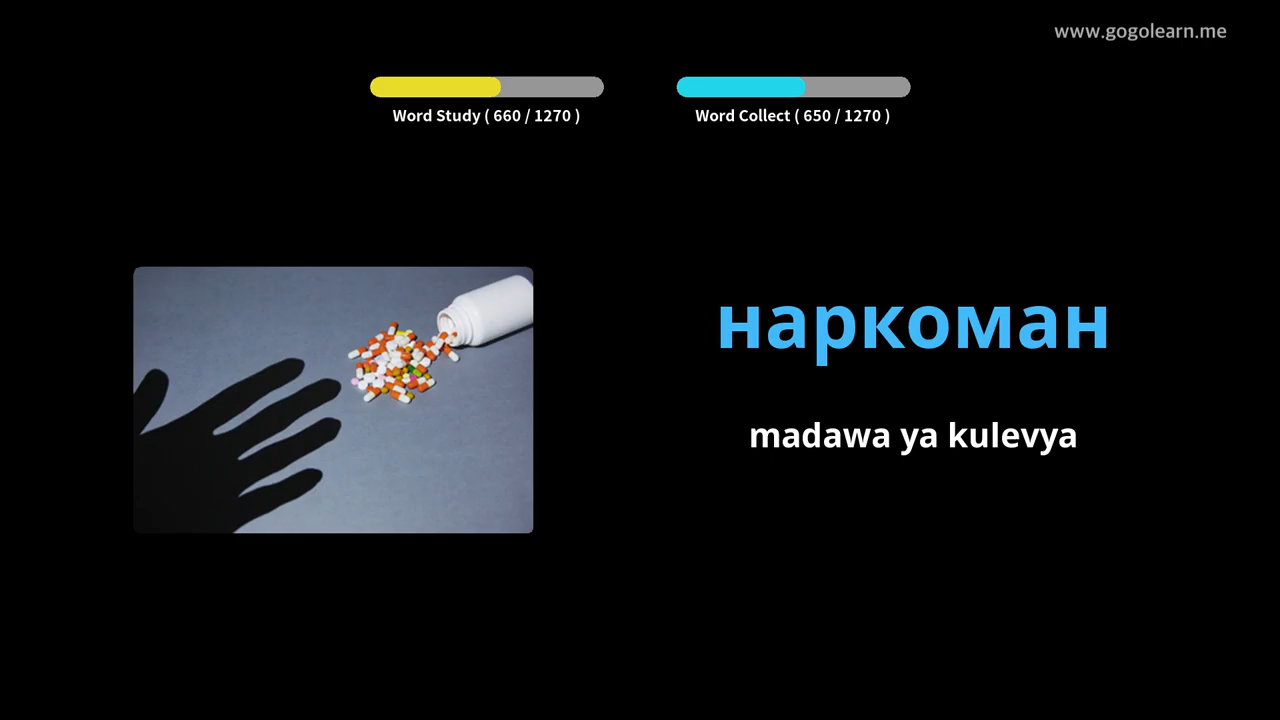 www.gogolearn.me
Word Study ( 660 / 1270 )
Word Collect ( 650 / 1270 )
наркоман
madawa ya kulevya